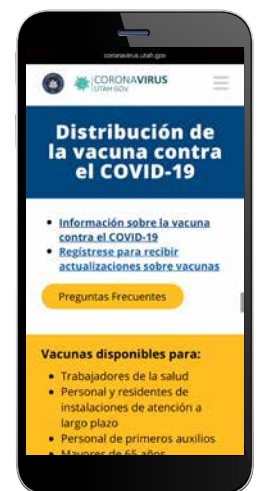 coronavirus.utah.gov
CORONAVIRUS
UTAH GOV
Distribución de
la vacuna contra
el COVID-19
Información sobre la vacuna
contra el COVID-19
Regístrese para recibir
actualizaciones sobre vacunas
Preguntas Frecuentes
Vacunas disponibles para:
Trabajadores de la salud
Personal y residentes de
instalaciones de atención a
largo plazo
Personal de primeros auxilios
Mayores de 65 años